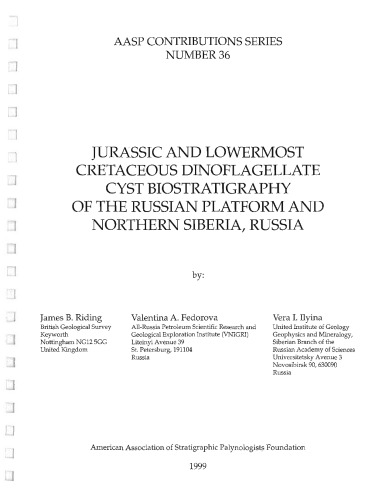 AASP CONTRIBUTIONS SERIES
NUMBER 36
JURASSIC AND LOWERMOST
CRETACEOUS DINOFLAGELLATE
CYST BIOSTRATIGRAPHY
OF THE RUSSIAN PLATFORM AND
NORTHERN SIBERIA, RUSSIA
by:
James B. Riding
British Geological Survey
Keyworth
Nottingham NG12 5GG
United Kingdom
Valentina A. Fedorova
All-Russia Petroleum Scientific Research and
Geological Exploration Institute (VNIGRI)
Liteinyi Avenue 39
St. Petersburg, 191104
Russia
Vera I. Ilyina
United Institute of Geology
Geophysics and Mineralogy,
Siberian Branch of the
Russian Academy of Sciences
Universitetsky Avenue 3
Novosibirsk 90, 630090
Russia
American Association of Stratigraphic Palynologists Foundation
1999